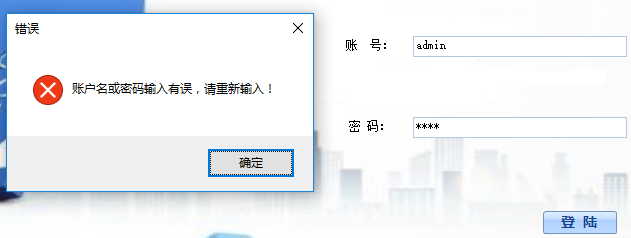 错误
账户名或密码输入有误，请重新输入！
确定
账 号： admin
密 码： ****
登 陆